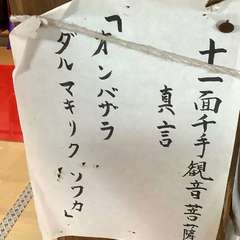 十一面千手観音菩薩
真言
「オンバザラ
ダルマキリクソワカ」